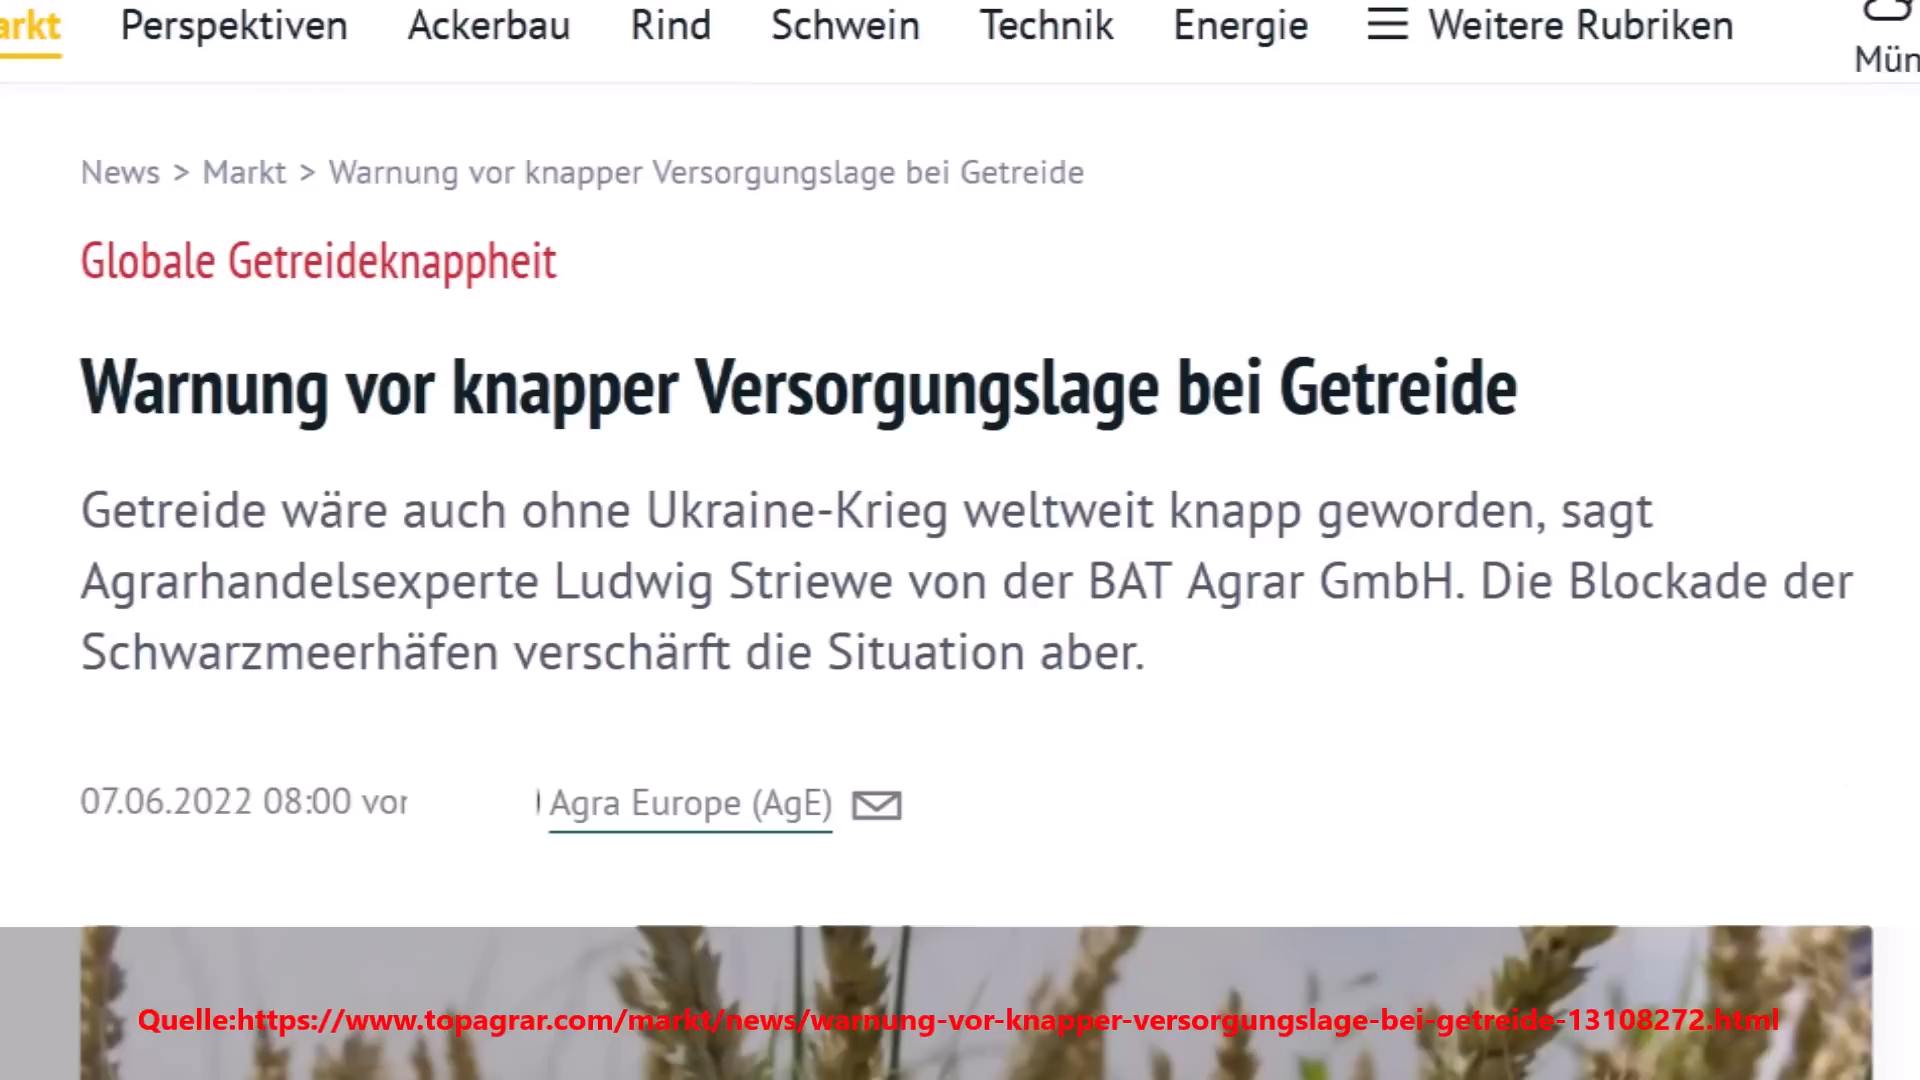 arkt Perspektiven Ackerbau Rind Schwein Technik Energie Weitere Rubriken
Mün
News > Markt > Warnung vor knapper Versorgungslage bei Getreide
Globale Getreideknappheit
Warnung vor knapper Versorgungslage bei Getreide
Getreide wäre auch ohne Ukraine-Krieg weltweit knapp geworden, sagt
Agrarhandelsexperte Ludwig Striewe von der BAT Agrar GmbH. Die Blockade der
Schwarzmeerhäfen verschärft die Situation aber.
07.06.2022 08:00 vor Agra Europe (AgE)
Quelle:https://www.topagrar.com/markt/news/warnung-vor-knapper-versorgungslage-bei-getreide-13108272.html